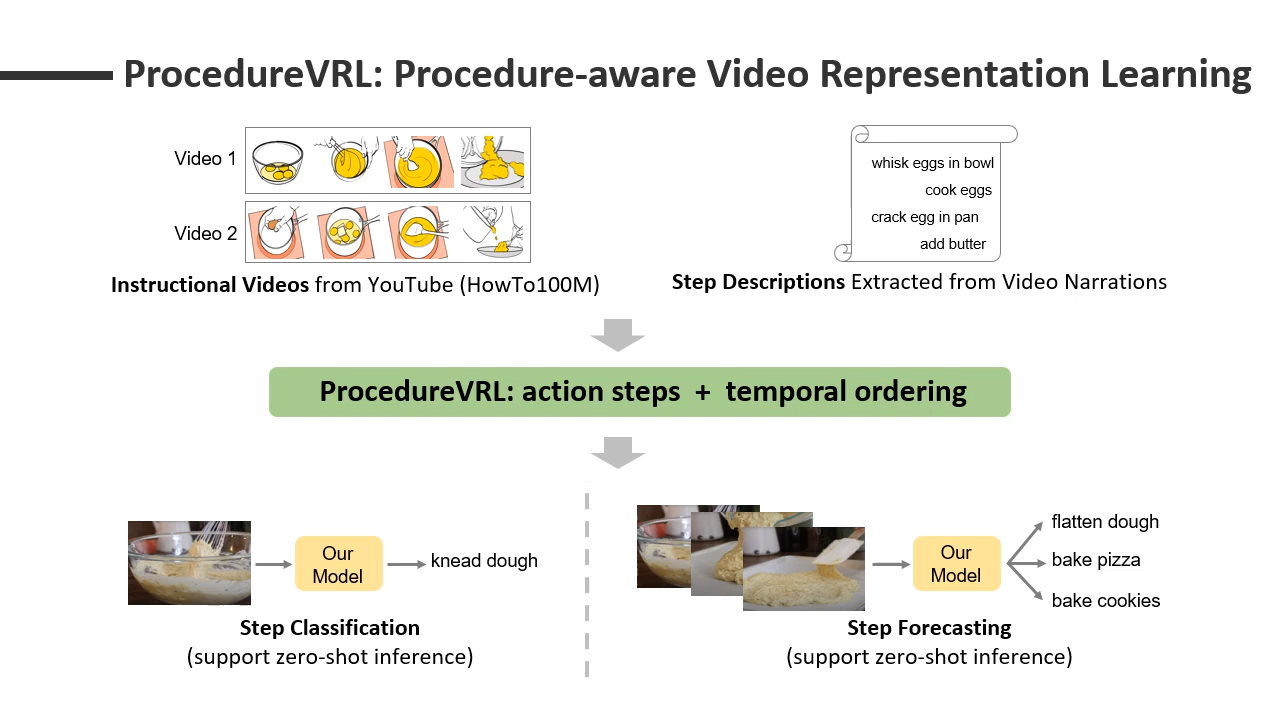 ProcedureVRL: Procedure-aware Video Representation Learning
Video 1
Video 2
Instructional Videos from YouTube (HowTo100M)
whisk eggs in bowl
cook eggs
crack egg in pan
add butter
Step Descriptions Extracted from Video Narrations
ProcedureVRL: action steps + temporal ordering
Our
Model
knead dough
Step Classification
(support zero-shot inference)
Our
Model
flatten dough
bake pizza
bake cookies
Step Forecasting
(support zero-shot inference)